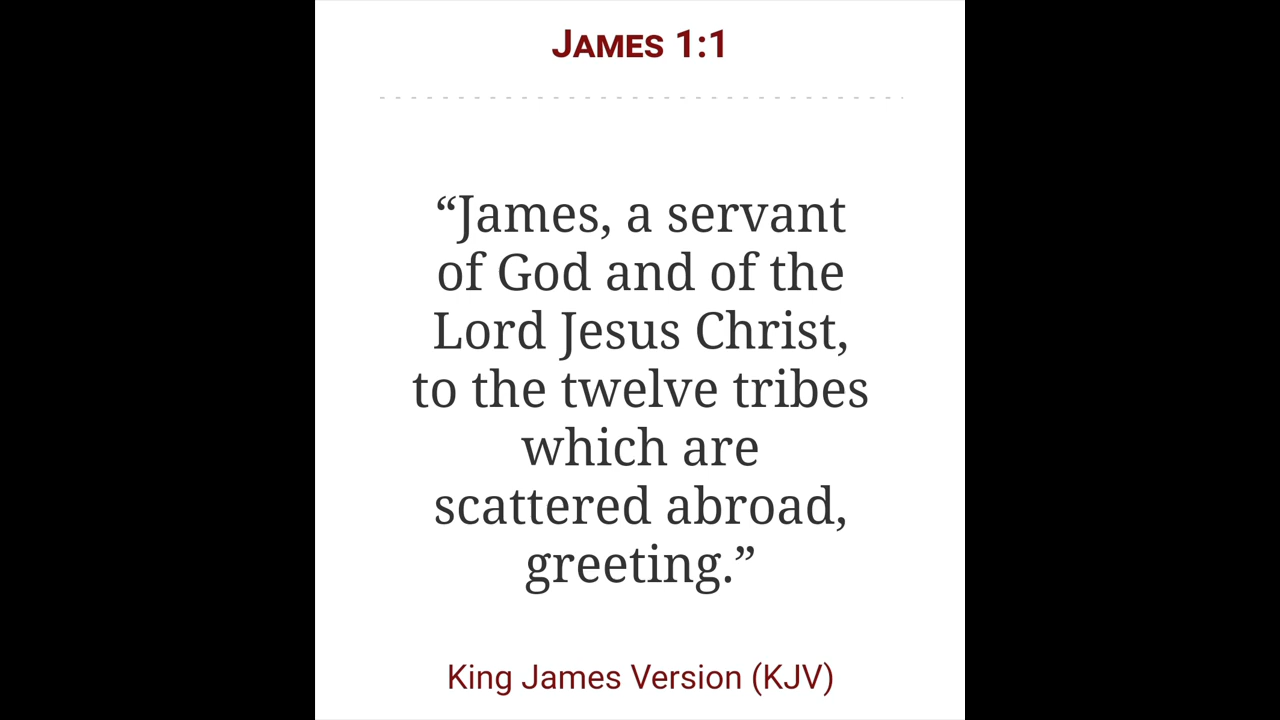 James 1:1
“James, a servant
of God and of the
Lord Jesus Christ,
to the twelve tribes
which are
scattered abroad,
greeting.”
King James Version (KJV)